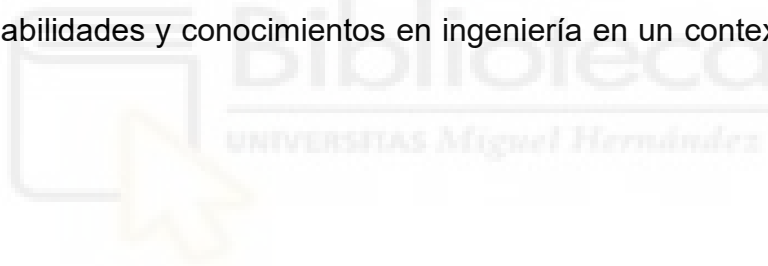 abilidades y conocimientos en ingeniería en un contex
Biblioteca
UNIVERSITAS Miguel Hernández